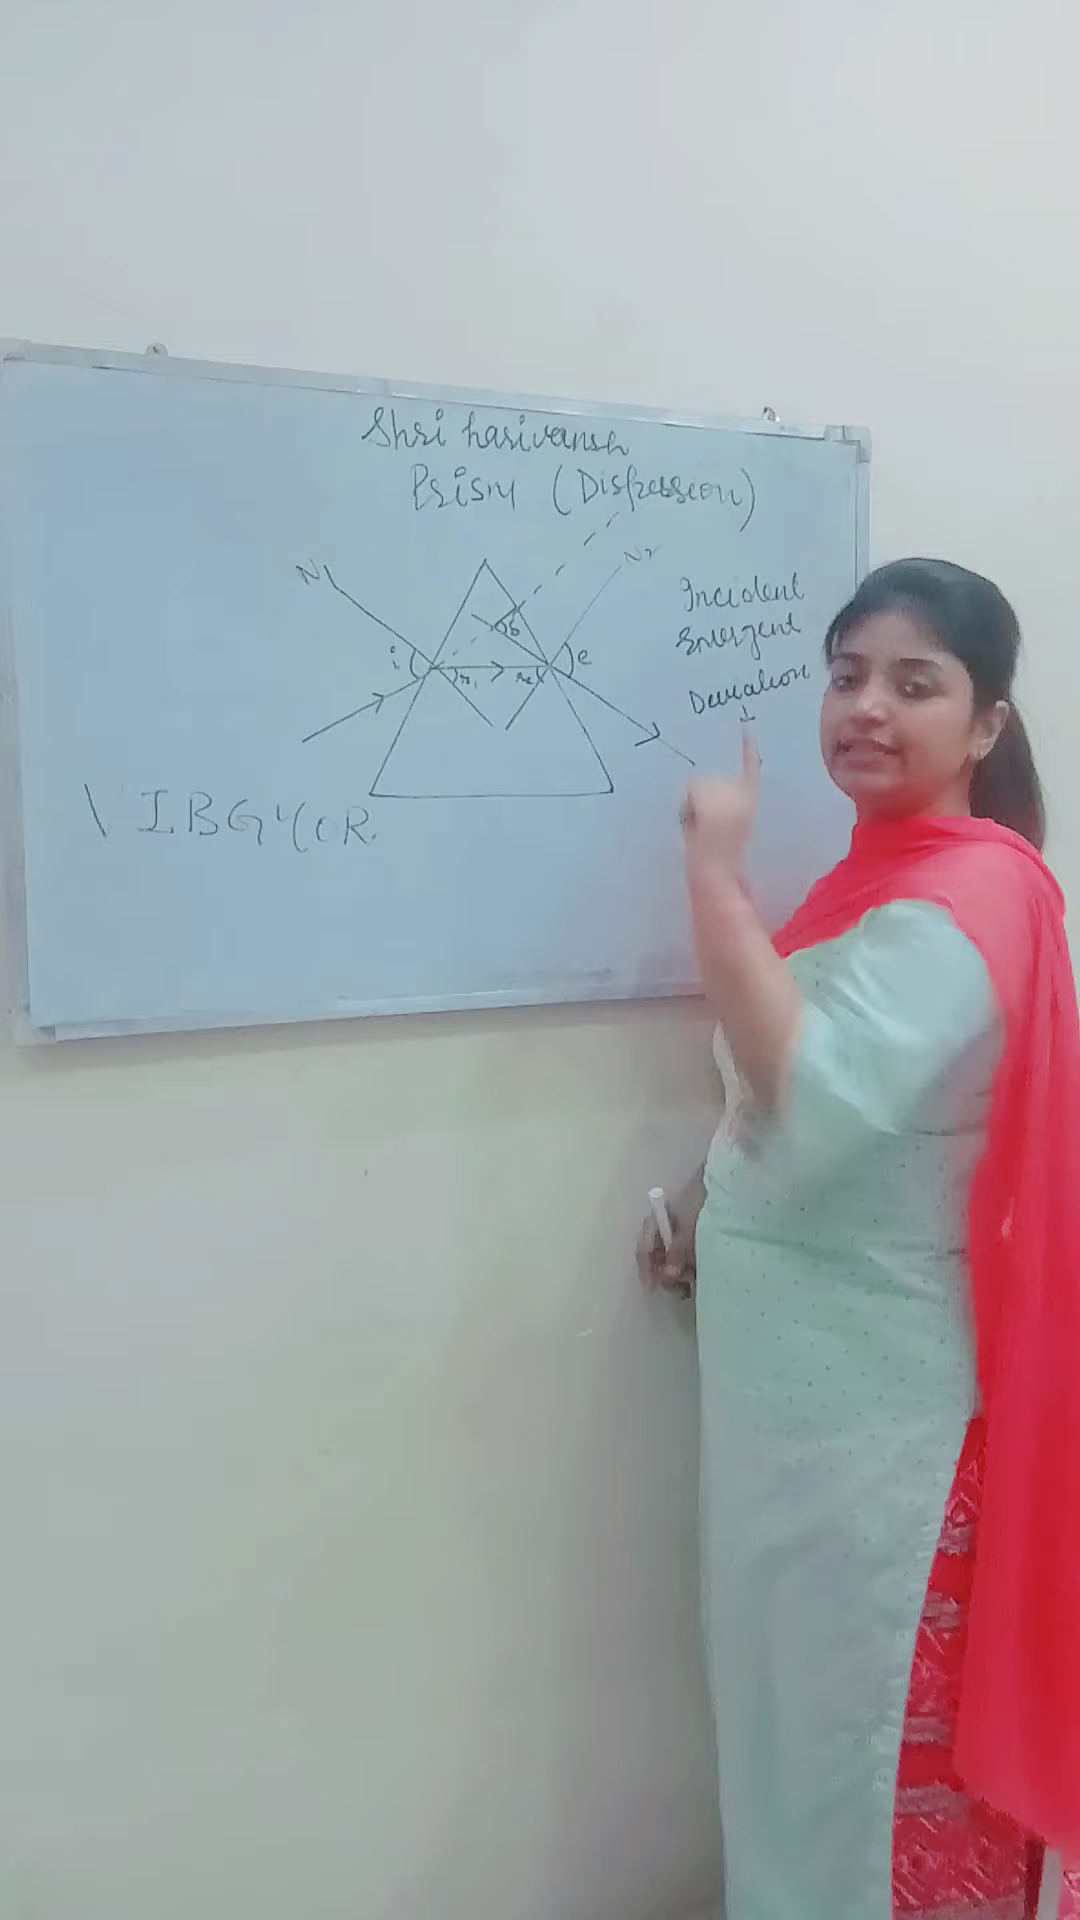 Shri harivansh
Prism (Dispersion)
N1
N2
i
r1
r2
δ
e
Incident
Emergent
Deviation
VIBGYOR